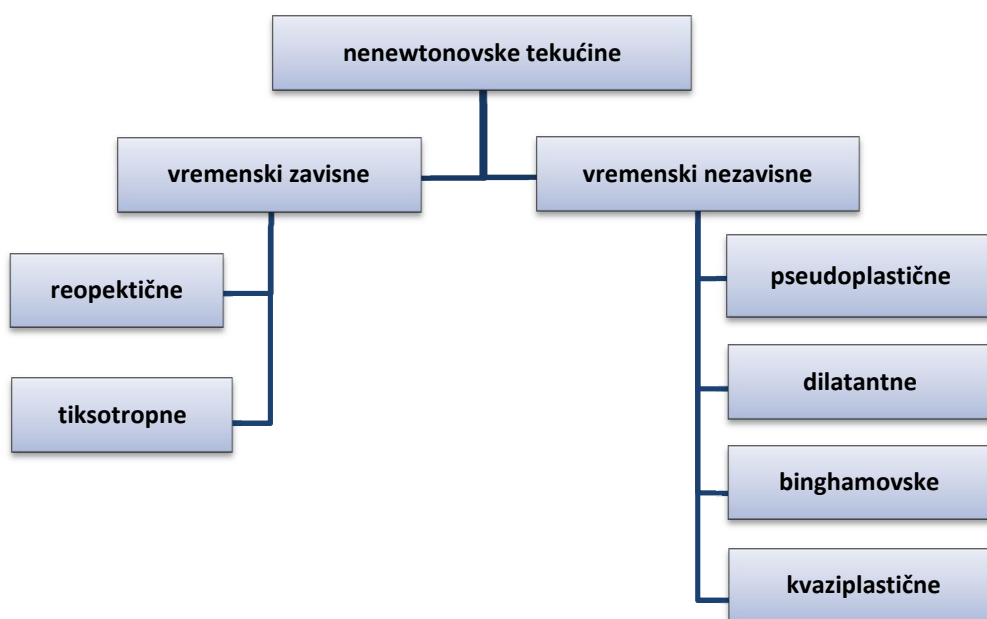 nenewtonovske tekućine
vremenski zavisne
vremenski nezavisne
reopektične
tiksotropne
pseudoplastične
dilatantne
binghamovske
kvaziplastične